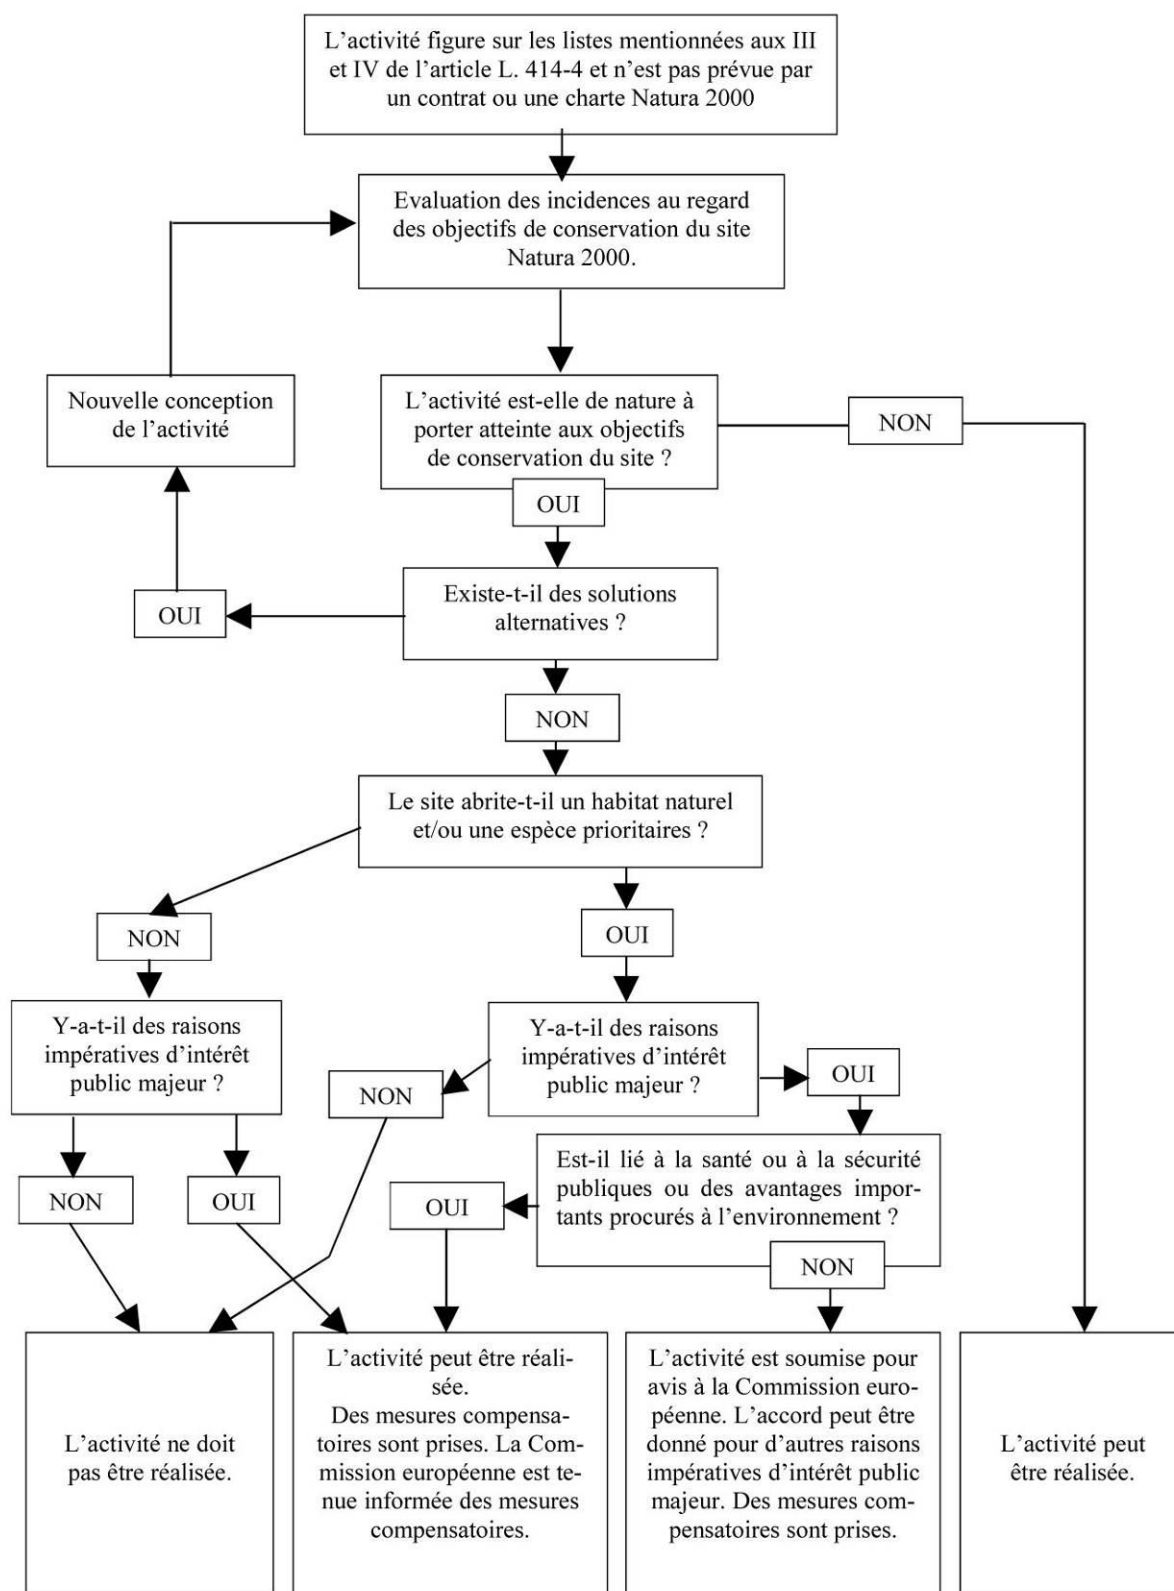 L’activité figure sur les listes mentionnées aux III
et IV de l’article L. 414-4 et n’est pas prévue par
un contrat ou une charte Natura 2000
Evaluation des incidences au regard
des objectifs de conservation du site
Natura 2000.
Nouvelle conception
de l’activité
L’activité est-elle de nature à
porter atteinte aux objectifs
de conservation du site ?
NON
OUI
Existe-t-il des solutions
alternatives ?
OUI
NON
Le site abrite-t-il un habitat naturel
et/ou une espèce prioritaires ?
NON
OUI
Y-a-t-il des raisons
impératives d’intérêt
public majeur ?
Y-a-t-il des raisons
impératives d’intérêt
public majeur ?
NON
OUI
Est-il lié à la santé ou à la sécurité
publiques ou des avantages impor-
tants procurés à l’environnement ?
NON
OUI
OUI
NON
L’activité ne doit
pas être réalisée.
L’activité peut être réali-
sée.
Des mesures compensa-
toires sont prises. La Com-
mission européenne est te-
nue informée des mesures
compensatoires.
L’activité est soumise pour
avis à la Commission euro-
péenne. L’accord peut être
donné pour d’autres raisons
impératives d’intérêt public
majeur. Des mesures com-
pensatoires sont prises.
L’activité peut
être réalisée.